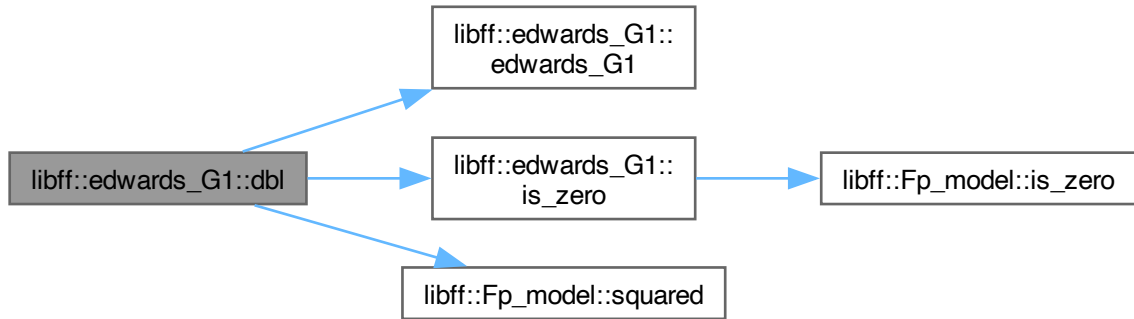 libff::edwards_G1::
edwards_G1
libff::edwards_G1::dbl
libff::edwards_G1::
is_zero
libff::Fp_model::is_zero
libff::Fp_model::squared